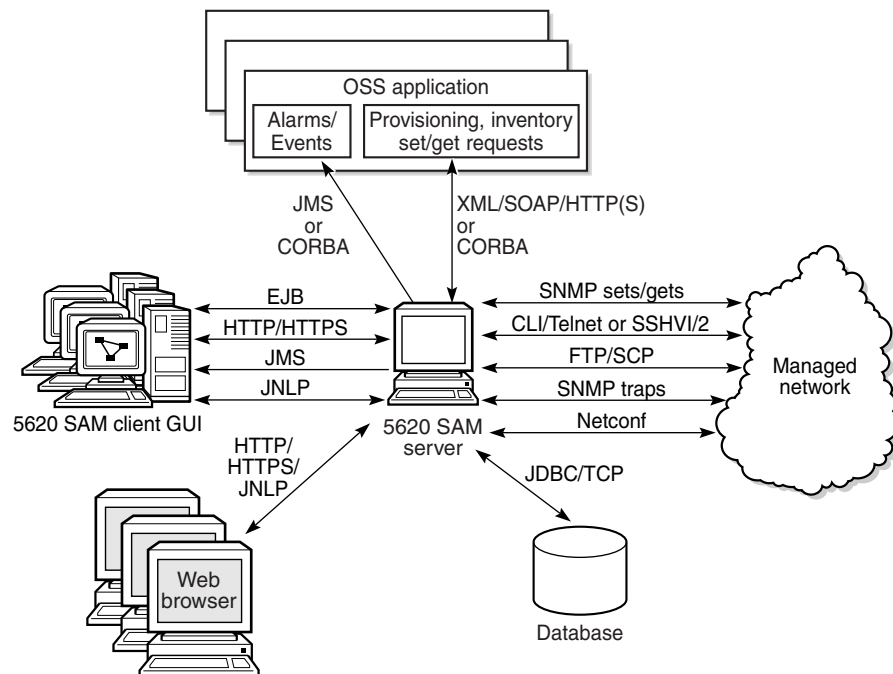 OSS application
Alarms/
Events
Provisioning, inventory
set/get requests
JMS
or
CORBA
XML/SOAP/HTTP(S)
or
CORBA
EJB
HTTP/HTTPS
JMS
JNLP
5620 SAM client GUI
SNMP sets/gets
CLI/Telnet or SSHVI/2
FTP/SCP
SNMP traps
Netconf
Managed
network
5620 SAM
server
HTTP/
HTTPS/
JNLP
JDBC/TCP
Web
browser
Database